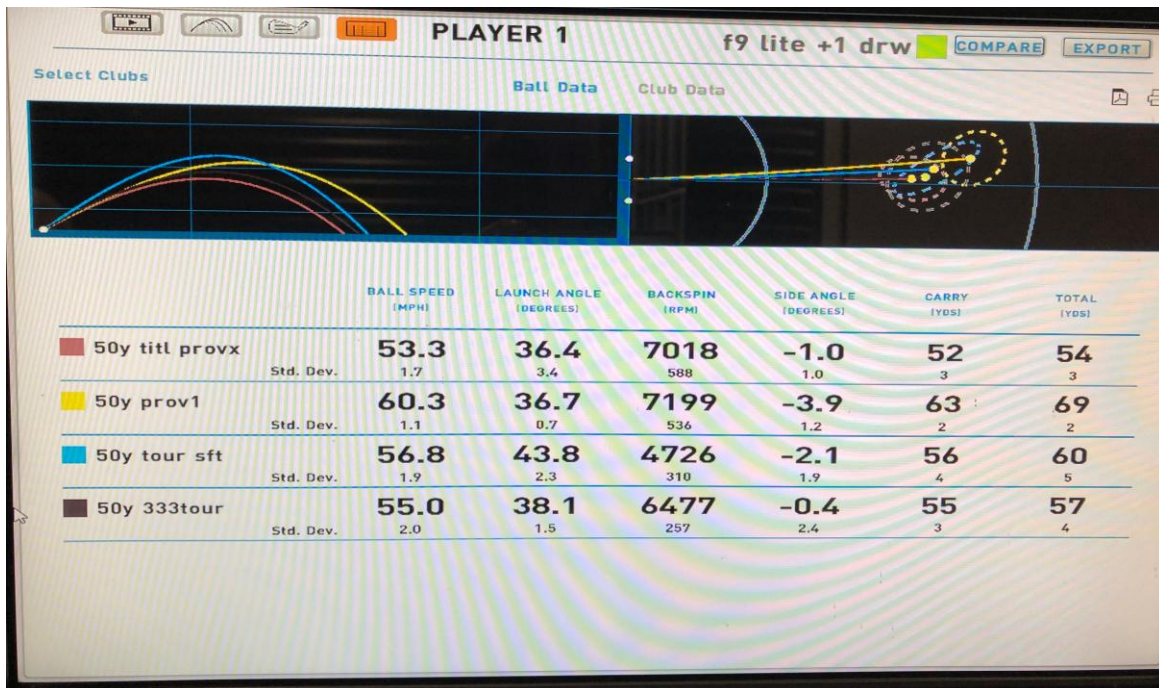 PLAYER 1
f9 lite +1 drw COMPARE EXPORT
Select Clubs
Ball Data Club Data
BALL SPEED LAUNCH ANGLE BACKSPIN SIDE ANGLE CARRY TOTAL
(MPH) (DEGREES) (RPM) (DEGREES) (YDS) (YDS)
50y titl provx 53.3 36.4 7018 -1.0 52 54
Std. Dev. 1.7 3.4 588 1.0 3 3
50y prov1 60.3 36.7 7199 -3.9 63 69
Std. Dev. 1.1 0.7 536 1.2 2 2
50y tour sft 56.8 43.8 4726 -2.1 56 60
Std. Dev. 1.9 2.3 310 1.9 4 5
50y 333tour 55.0 38.1 6477 -0.4 55 57
Std. Dev. 2.0 1.5 257 2.4 3 4